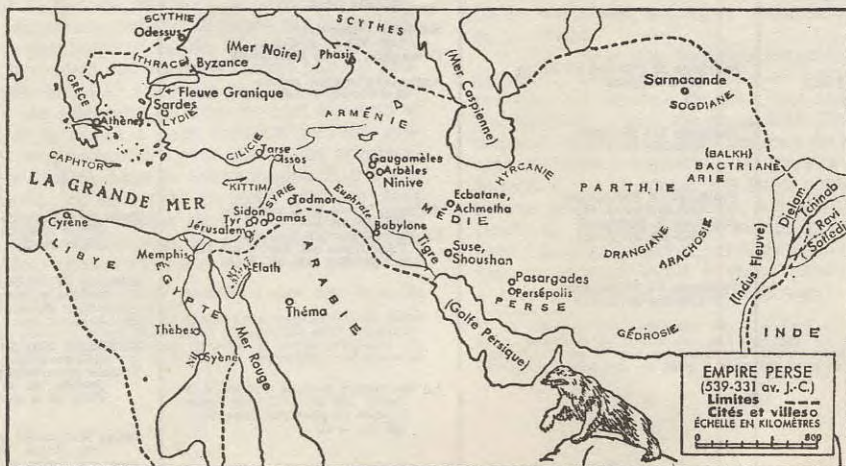 SCYTHIE
Odessus
(THRACE)
Byzance
(Mer Noire)
Phasis
SCYTHES
(Mer Caspienne)
Sarmacande
SOGDIANE
GRÈCE
Fleuve Granique
Sardes
LYDIE
Athènes
ARMÉNIE
CILICIE
Tarse
Issos
Gaugamèles
Arbèles
Ninive
HYRCANIE
(BALKH)
BACTRIANE
ARIE
PARTHIE
CAPHTOR
KITTIM
SYRIE
Tadmor
Euphrate
Ecbatane,
Achmetha
MÉDIE
LA GRANDE MER
Cyrène
Sidon
Tyr
Damas
Jérusalem
Babylone
Tigre
Suse,
Shoushan
DRANGIANE
ARACHOSIE
(Indus Fleuve)
Djelam
Tchinab
Ravi
Satledj
LIBYE
Memphis
ÉGYPTE
Elath
ARABIE
Théma
Pasargades
Persépolis
PERSE
Thèbes
Nil
Syène
Mer Rouge
(Golfe Persique)
GÉDROSIE
INDE
EMPIRE PERSE
(539-331 av. J.-C.)
Limites
Cités et villes
ÉCHELLE EN KILOMÈTRES
0 800